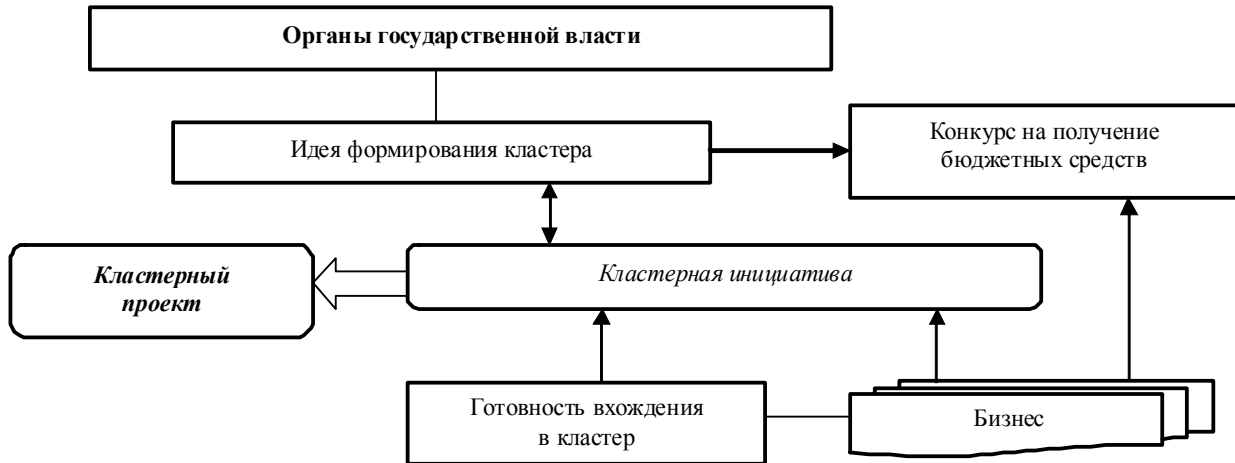 Органы государственной власти
Идея формирования кластера
Конкурс на получение
бюджетных средств
Кластерный
проект
Кластерная инициатива
Готовность вхождения
в кластер
Бизнес